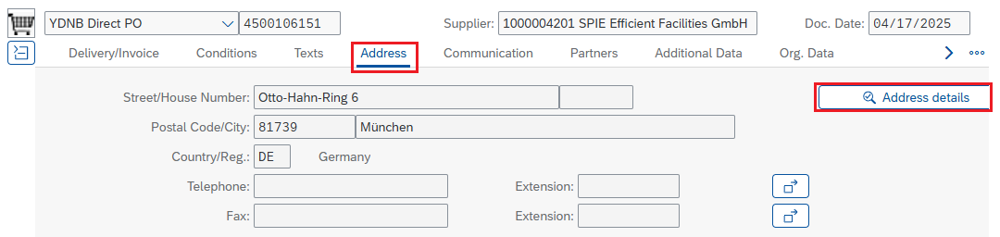 YDNB Direct PO 4500106151 Supplier: 1000004201 SPIE Efficient Facilities GmbH Doc. Date: 04/17/2025
Delivery/Invoice Conditions Texts Address Communication Partners Additional Data Org. Data
Street/House Number: Otto-Hahn-Ring 6 Address details
Postal Code/City: 81739 München
Country/Reg.: DE Germany
Telephone: Extension:
Fax: Extension: